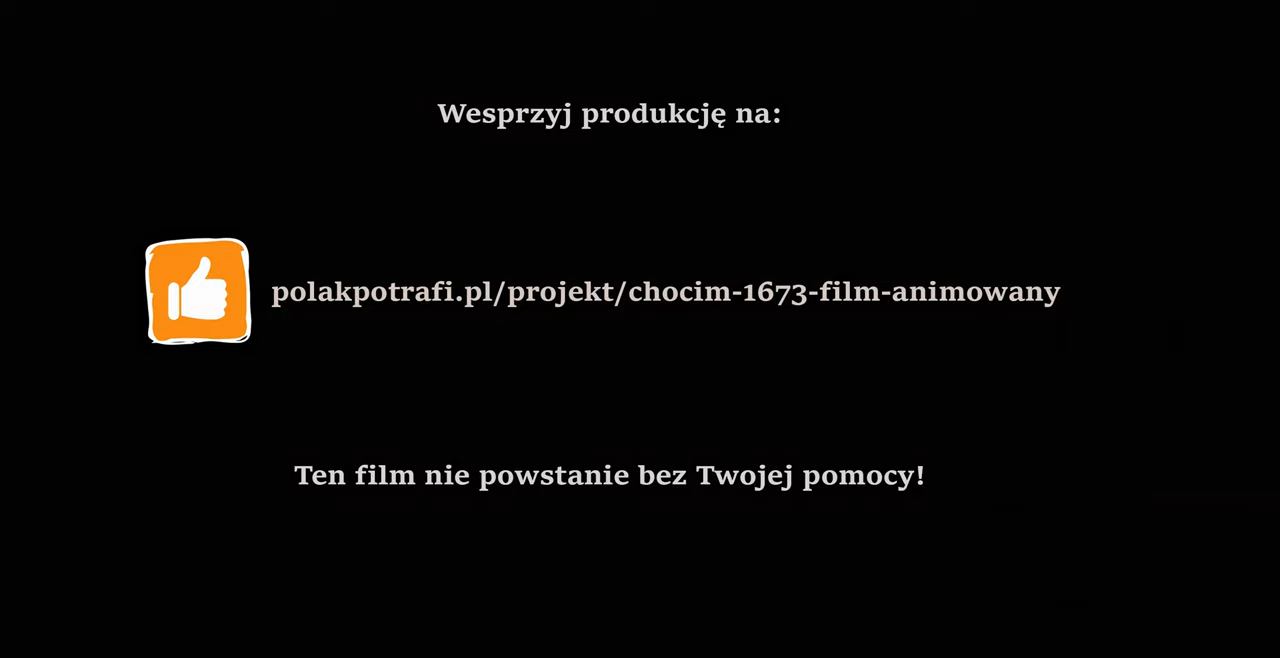 Wesprzyj produkcję na:
polakpotrafi.pl/projekt/chocim-1673-film-animowany
Ten film nie powstanie bez Twojej pomocy!